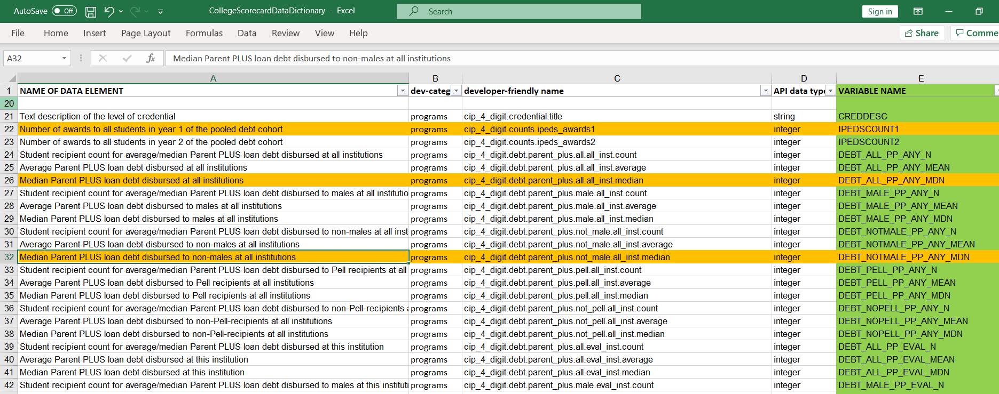 AutoSave Off CollegeScorecardDataDictionary - Excel Search Sign in
File Home Insert Page Layout Formulas Data Review View Help Share Comme
A32 fx Median Parent PLUS loan debt disbursed to non-males at all institutions
A B C D E
1 NAME OF DATA ELEMENT dev-categ developer-friendly name API data type VARIABLE NAME
20
21 Text description of the level of credential programs cip_4_digit.credential.title string CREDDESC
22 Number of awards to all students in year 1 of the pooled debt cohort programs cip_4_digit.counts.ipeds_awards1 integer IPEDSCOUNT1
23 Number of awards to all students in year 2 of the pooled debt cohort programs cip_4_digit.counts.ipeds_awards2 integer IPEDSCOUNT2
24 Student recipient count for average/median Parent PLUS loan debt disbursed at all institutions programs cip_4_digit.debt.parent_plus.all.all_inst.count integer DEBT_ALL_PP_ANY_N
25 Average Parent PLUS loan debt disbursed at all institutions programs cip_4_digit.debt.parent_plus.all.all_inst.average integer DEBT_ALL_PP_ANY_MEAN
26 Median Parent PLUS loan debt disbursed at all institutions programs cip_4_digit.debt.parent_plus.all.all_inst.median integer DEBT_ALL_PP_ANY_MDN
27 Student recipient count for average/median Parent PLUS loan debt disbursed to males at all institutio programs cip_4_digit.debt.parent_plus.male.all_inst.count integer DEBT_MALE_PP_ANY_N
28 Average Parent PLUS loan debt disbursed to males at all institutions programs cip_4_digit.debt.parent_plus.male.all_inst.average integer DEBT_MALE_PP_ANY_MEAN
29 Median Parent PLUS loan debt disbursed to males at all institutions programs cip_4_digit.debt.parent_plus.male.all_inst.median integer DEBT_MALE_PP_ANY_MDN
30 Student recipient count for average/median Parent PLUS loan debt disbursed to non-males at all inst programs cip_4_digit.debt.parent_plus.not_male.all_inst.count integer DEBT_NOTMALE_PP_ANY_N
31 Average Parent PLUS loan debt disbursed to non-males at all institutions programs cip_4_digit.debt.parent_plus.not_male.all_inst.average integer DEBT_NOTMALE_PP_ANY_MEAN
32 Median Parent PLUS loan debt disbursed to non-males at all institutions programs cip_4_digit.debt.parent_plus.not_male.all_inst.median integer DEBT_NOTMALE_PP_ANY_MDN
33 Student recipient count for average/median Parent PLUS loan debt disbursed to Pell recipients at all programs cip_4_digit.debt.parent_plus.pell.all_inst.count integer DEBT_PELL_PP_ANY_N
34 Average Parent PLUS loan debt disbursed to Pell recipients at all institutions programs cip_4_digit.debt.parent_plus.pell.all_inst.average integer DEBT_PELL_PP_ANY_MEAN
35 Median Parent PLUS loan debt disbursed to Pell recipients at all institutions programs cip_4_digit.debt.parent_plus.pell.all_inst.median integer DEBT_PELL_PP_ANY_MDN
36 Student recipient count for average/median Parent PLUS loan debt disbursed to non-Pell-recipients programs cip_4_digit.debt.parent_plus.not_pell.all_inst.count integer DEBT_NOPELL_PP_ANY_N
37 Average Parent PLUS loan debt disbursed to non-Pell-recipients at all institutions programs cip_4_digit.debt.parent_plus.not_pell.all_inst.average integer DEBT_NOPELL_PP_ANY_MEAN
38 Median Parent PLUS loan debt disbursed to non-Pell-recipients at all institutions programs cip_4_digit.debt.parent_plus.not_pell.all_inst.median integer DEBT_NOPELL_PP_ANY_MDN
39 Student recipient count for average/median Parent PLUS loan debt disbursed at this institution programs cip_4_digit.debt.parent_plus.all.eval_inst.count integer DEBT_ALL_PP_EVAL_N
40 Average Parent PLUS loan debt disbursed at this institution programs cip_4_digit.debt.parent_plus.all.eval_inst.average integer DEBT_ALL_PP_EVAL_MEAN
41 Median Parent PLUS loan debt disbursed at this institution programs cip_4_digit.debt.parent_plus.all.eval_inst.median integer DEBT_ALL_PP_EVAL_MDN
42 Student recipient count for average/median Parent PLUS loan debt disbursed to males at this instituti programs cip_4_digit.debt.parent_plus.male.eval_inst.count integer DEBT_MALE_PP_EVAL_N